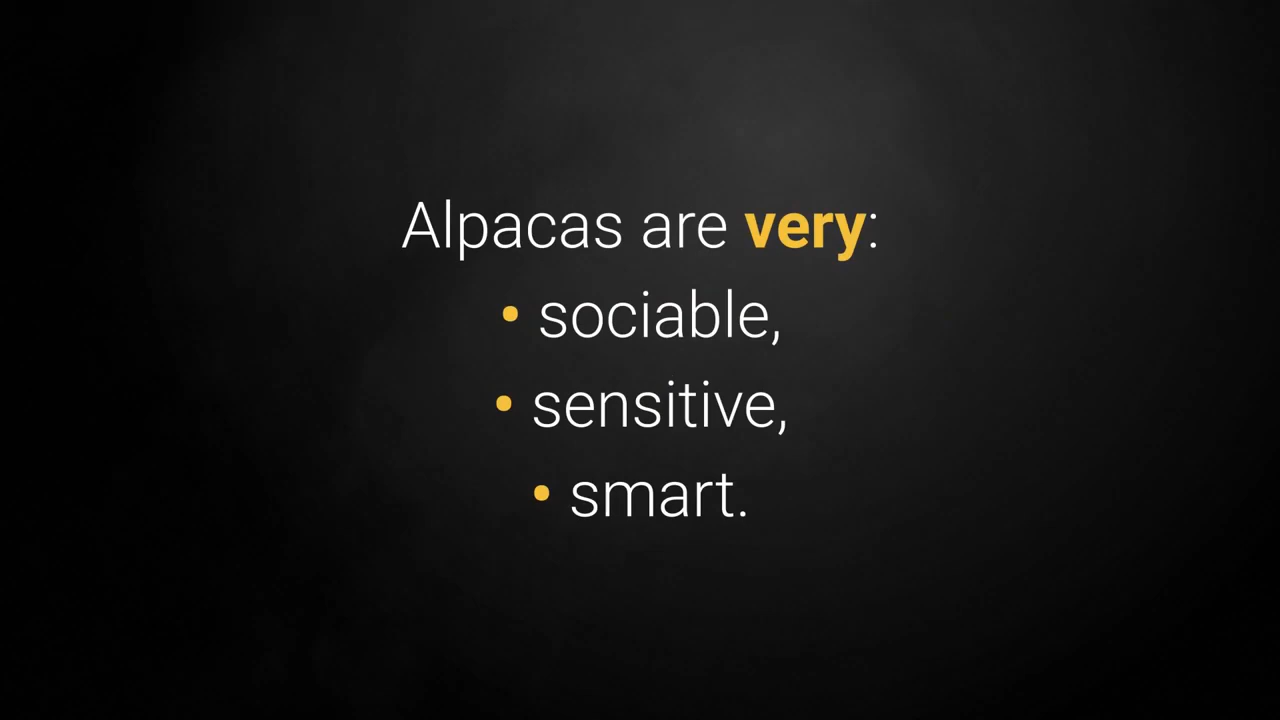 Alpacas are very:
• sociable,
• sensitive,
• smart.